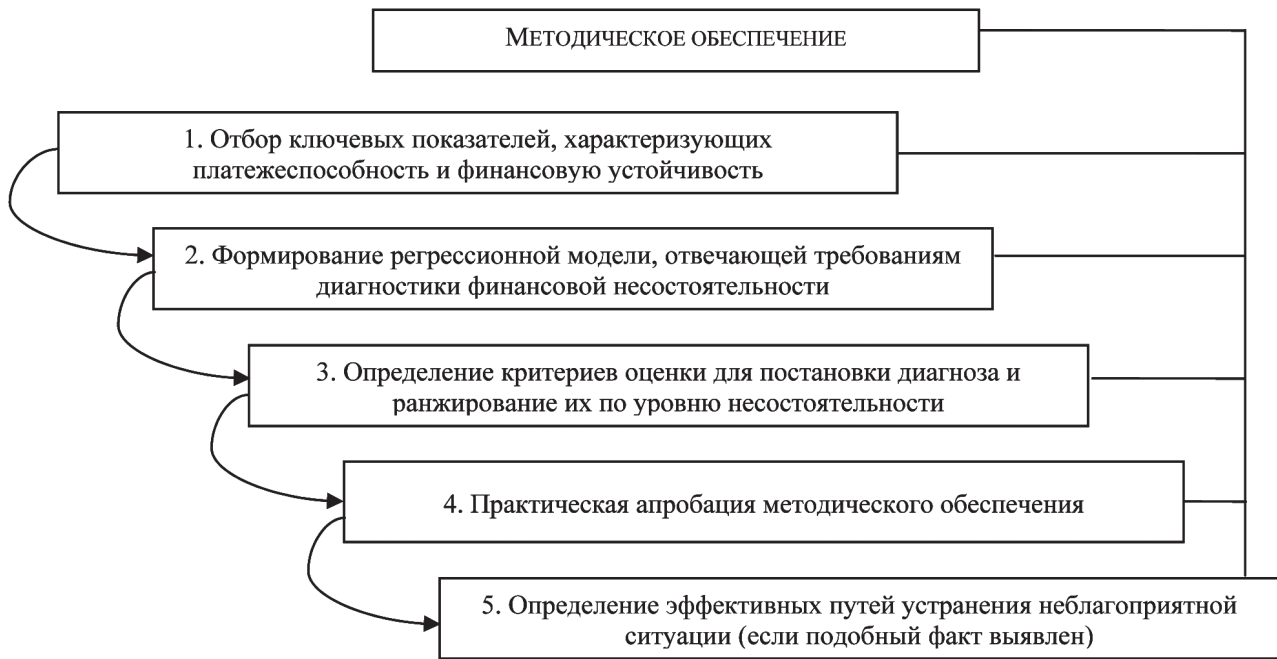 МЕТОДИЧЕСКОЕ ОБЕСПЕЧЕНИЕ
1. Отбор ключевых показателей, характеризующих
платежеспособность и финансовую устойчивость
2. Формирование регрессионной модели, отвечающей требованиям
диагностики финансовой несостоятельности
3. Определение критериев оценки для постановки диагноза и
ранжирование их по уровню несостоятельности
4. Практическая апробация методического обеспечения
5. Определение эффективных путей устранения неблагоприятной
ситуации (если подобный факт выявлен)